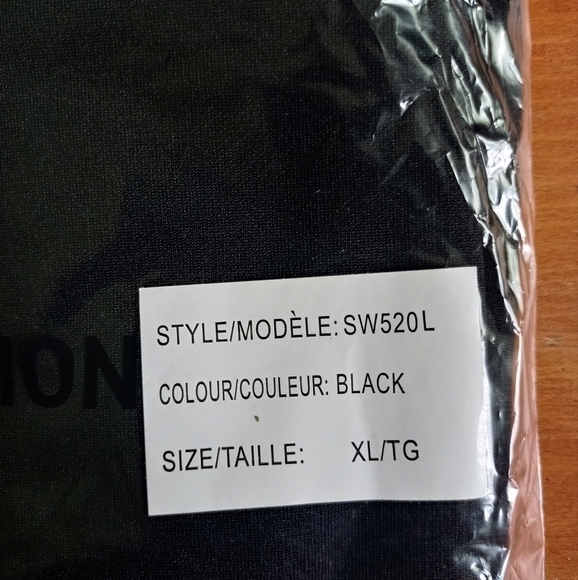 STYLE/MODÈLE: SW520L
COLOUR/COULEUR: BLACK
SIZE/TAILLE: XL/TG